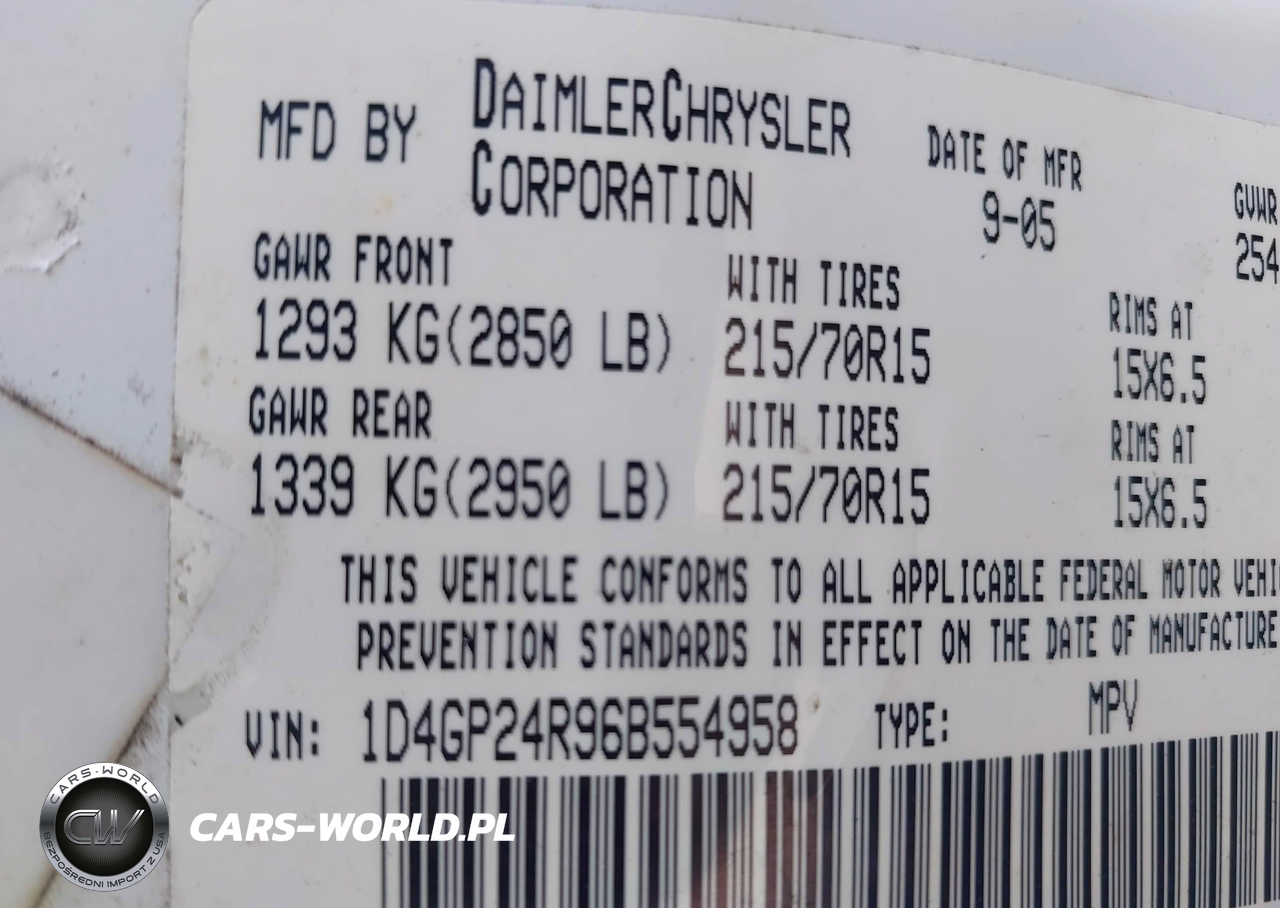 MFD BY DAIMLERCHRYSLER CORPORATION
DATE OF MFR
9-05
GVWR
254
GAWR FRONT WITH TIRES RIMS AT
1293 KG(2850 LB) 215/70R15 15X6.5
GAWR REAR WITH TIRES RIMS AT
1339 KG(2950 LB) 215/70R15 15X6.5
THIS VEHICLE CONFORMS TO ALL APPLICABLE FEDERAL MOTOR VEHI
PREVENTION STANDARDS IN EFFECT ON THE DATE OF MANUFACTURE
VIN: 1D4GP24R96B554958 TYPE: MPV
CARS-WORLD
CW
BEZPOŚREDNI IMPORT Z USA
CARS-WORLD.PL